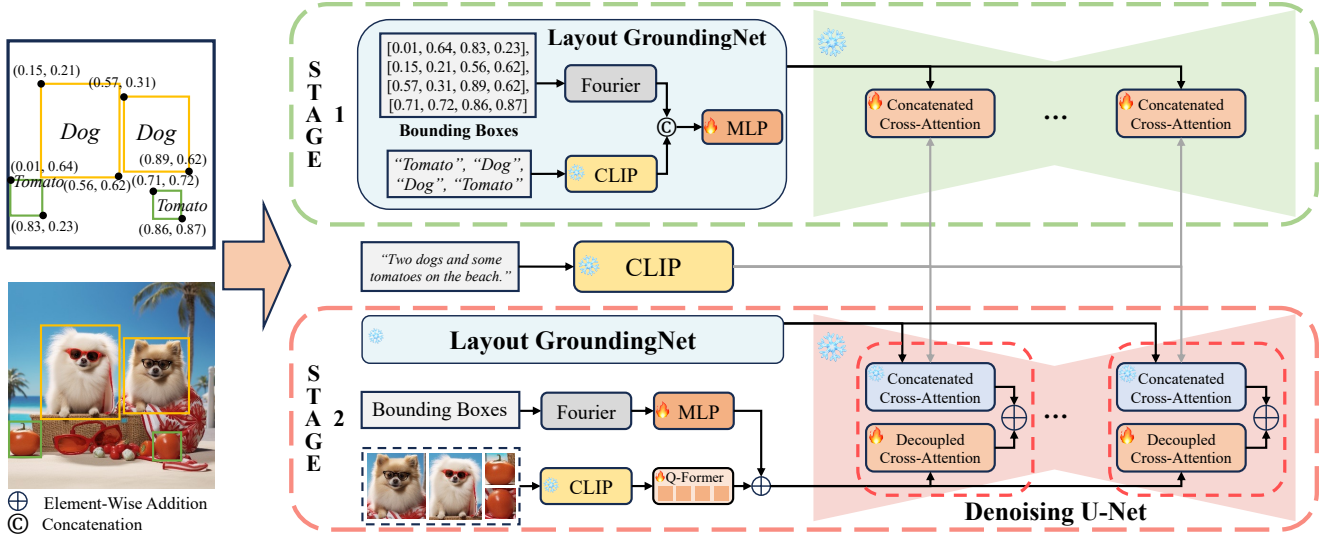 (0.15, 0.21)
(0.57, 0.31)
Dog
Dog
(0.01, 0.64)
(0.89, 0.62)
Tomato
(0.56, 0.62)
(0.71, 0.72)
Tomato
(0.83, 0.23)
(0.86, 0.87)
Element-Wise Addition
© Concatenation
STAGE 1
Layout GroundingNet
[0.01, 0.64, 0.83, 0.23],
[0.15, 0.21, 0.56, 0.62],
[0.57, 0.31, 0.89, 0.62],
[0.71, 0.72, 0.86, 0.87]
Bounding Boxes
Fourier
©
MLP
“Tomato”, “Dog”,
“Dog”, “Tomato”
CLIP
Concatenated
Cross-Attention
...
Concatenated
Cross-Attention
“Two dogs and some
tomatoes on the beach.”
CLIP
STAGE 2
Layout GroundingNet
Bounding Boxes
Fourier
MLP
CLIP
Q-Former
Concatenated
Cross-Attention
Decoupled
Cross-Attention
...
Concatenated
Cross-Attention
Decoupled
Cross-Attention
Denoising U-Net